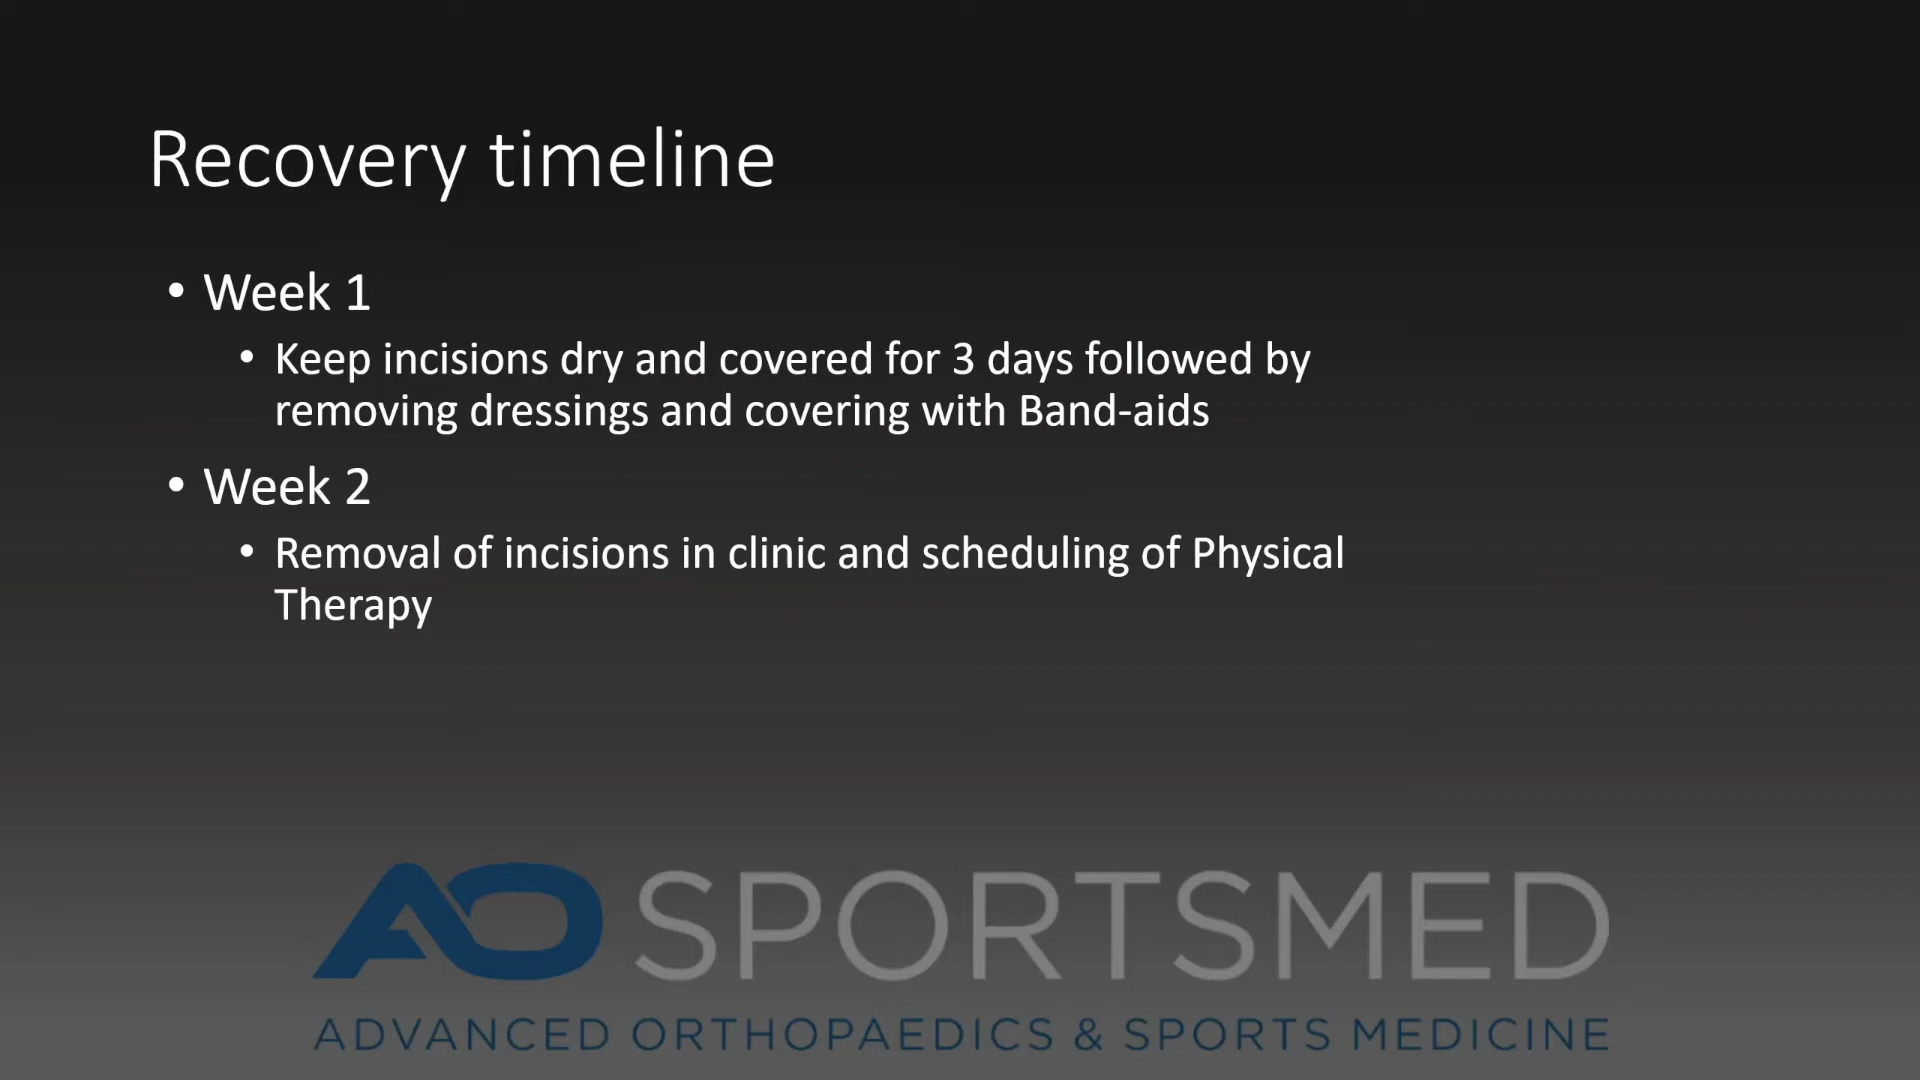 Recovery timeline
• Week 1
• Keep incisions dry and covered for 3 days followed by
removing dressings and covering with Band-aids
• Week 2
• Removal of incisions in clinic and scheduling of Physical
Therapy
AO SPORTSMED
ADVANCED ORTHOPAEDICS & SPORTS MEDICINE